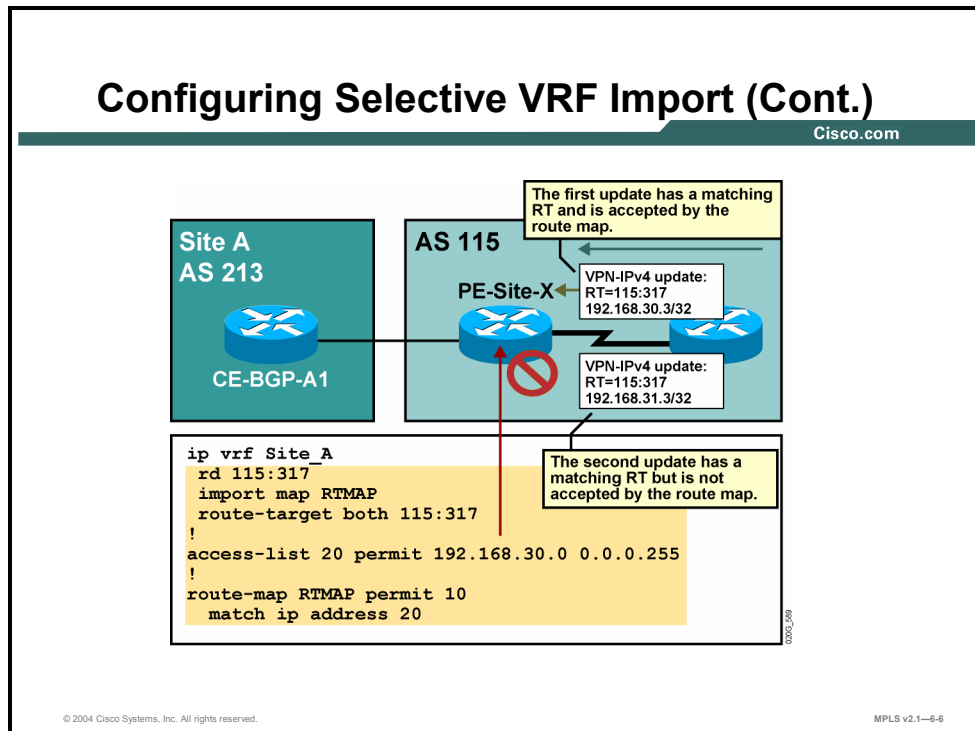 Configuring Selective VRF Import (Cont.)
Cisco.com
The first update has a matching
RT and is accepted by the
route map.
Site A
AS 213
AS 115
PE-Site-X
VPN-IPv4 update:
RT=115:317
192.168.30.3/32
CE-BGP-A1
VPN-IPv4 update:
RT=115:317
192.168.31.3/32
The second update has a
matching RT but is not
accepted by the route map.
ip vrf Site_A
rd 115:317
import map RTMAP
route-target both 115:317
!
access-list 20 permit 192.168.30.0 0.0.0.255
!
route-map RTMAP permit 10
match ip address 20
020G_589
© 2004 Cisco Systems, Inc. All rights reserved.
MPLS v2.1—6-6